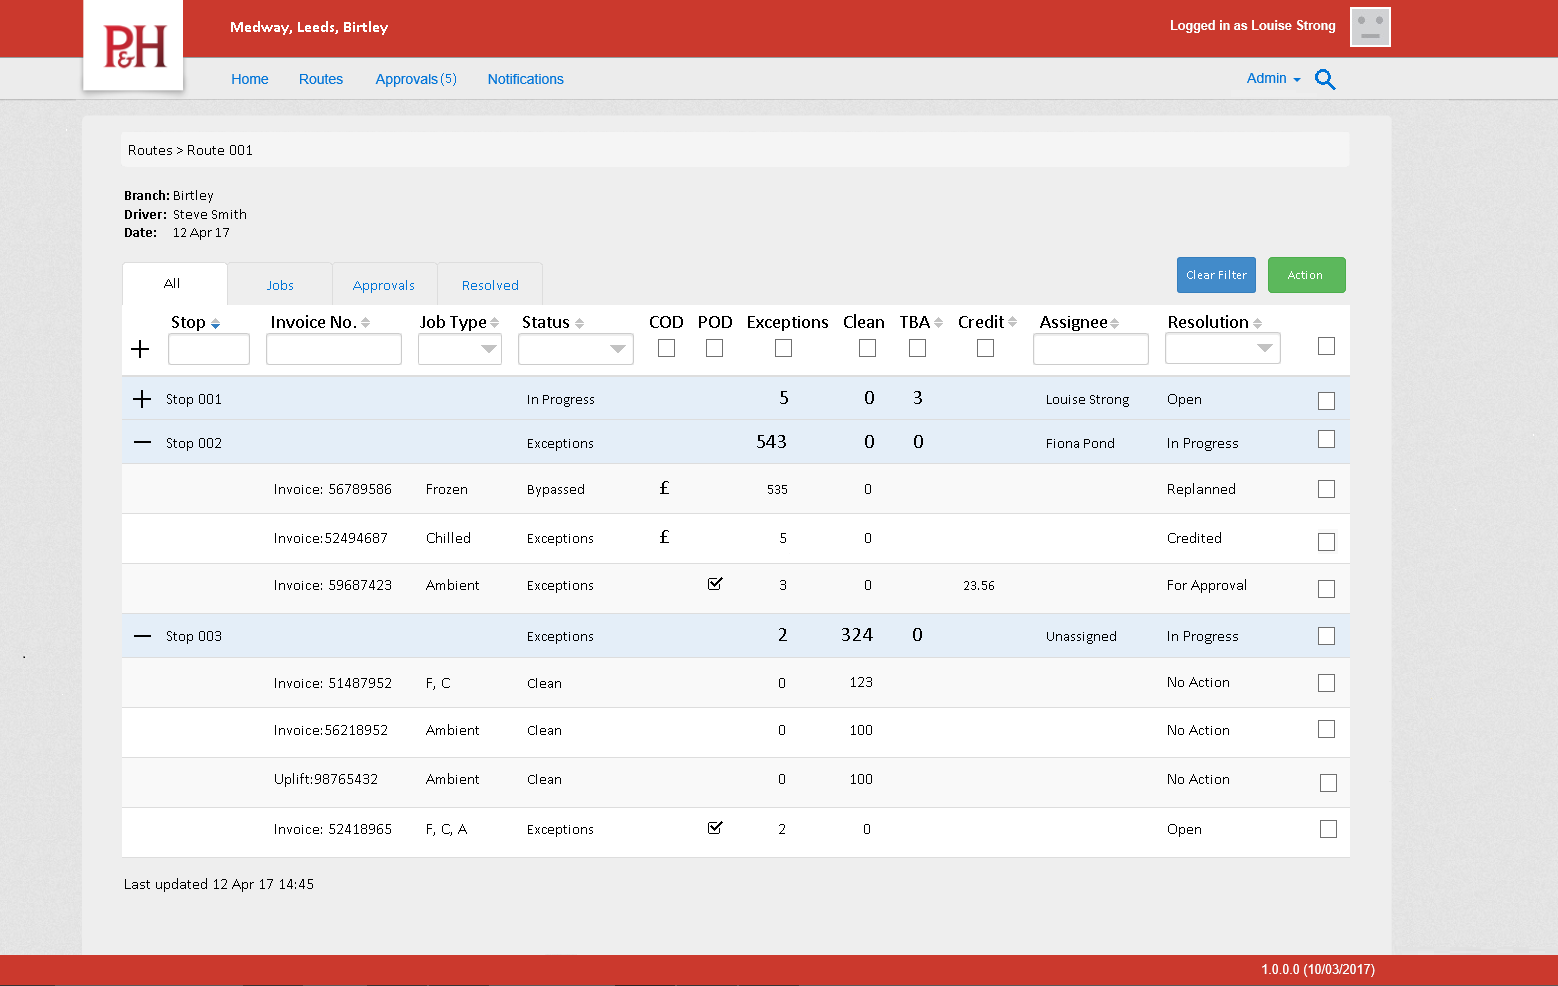 P&H
Medway, Leeds, Birtley
Logged in as Louise Strong
Home Routes Approvals (5) Notifications
Admin
Routes > Route 001
Branch: Birtley
Driver: Steve Smith
Date: 12 Apr 17
All Jobs Approvals Resolved
Clear Filter Action
Stop Invoice No. Job Type Status COD POD Exceptions Clean TBA Credit Assignee Resolution
Stop 001 In Progress 5 0 3 Louise Strong Open
Stop 002 Exceptions 543 0 0 Fiona Pond In Progress
Invoice: 56789586 Frozen Bypassed £ 535 0 Replanned
Invoice:52494687 Chilled Exceptions £ 5 0 Credited
Invoice: 59687423 Ambient Exceptions 3 0 23.56 For Approval
Stop 003 Exceptions 2 324 0 Unassigned In Progress
Invoice: 51487952 F, C Clean 0 123 No Action
Invoice:56218952 Ambient Clean 0 100 No Action
Uplift:98765432 Ambient Clean 0 100 No Action
Invoice: 52418965 F, C, A Exceptions 2 0 Open
Last updated 12 Apr 17 14:45
1.0.0.0 (10/03/2017)